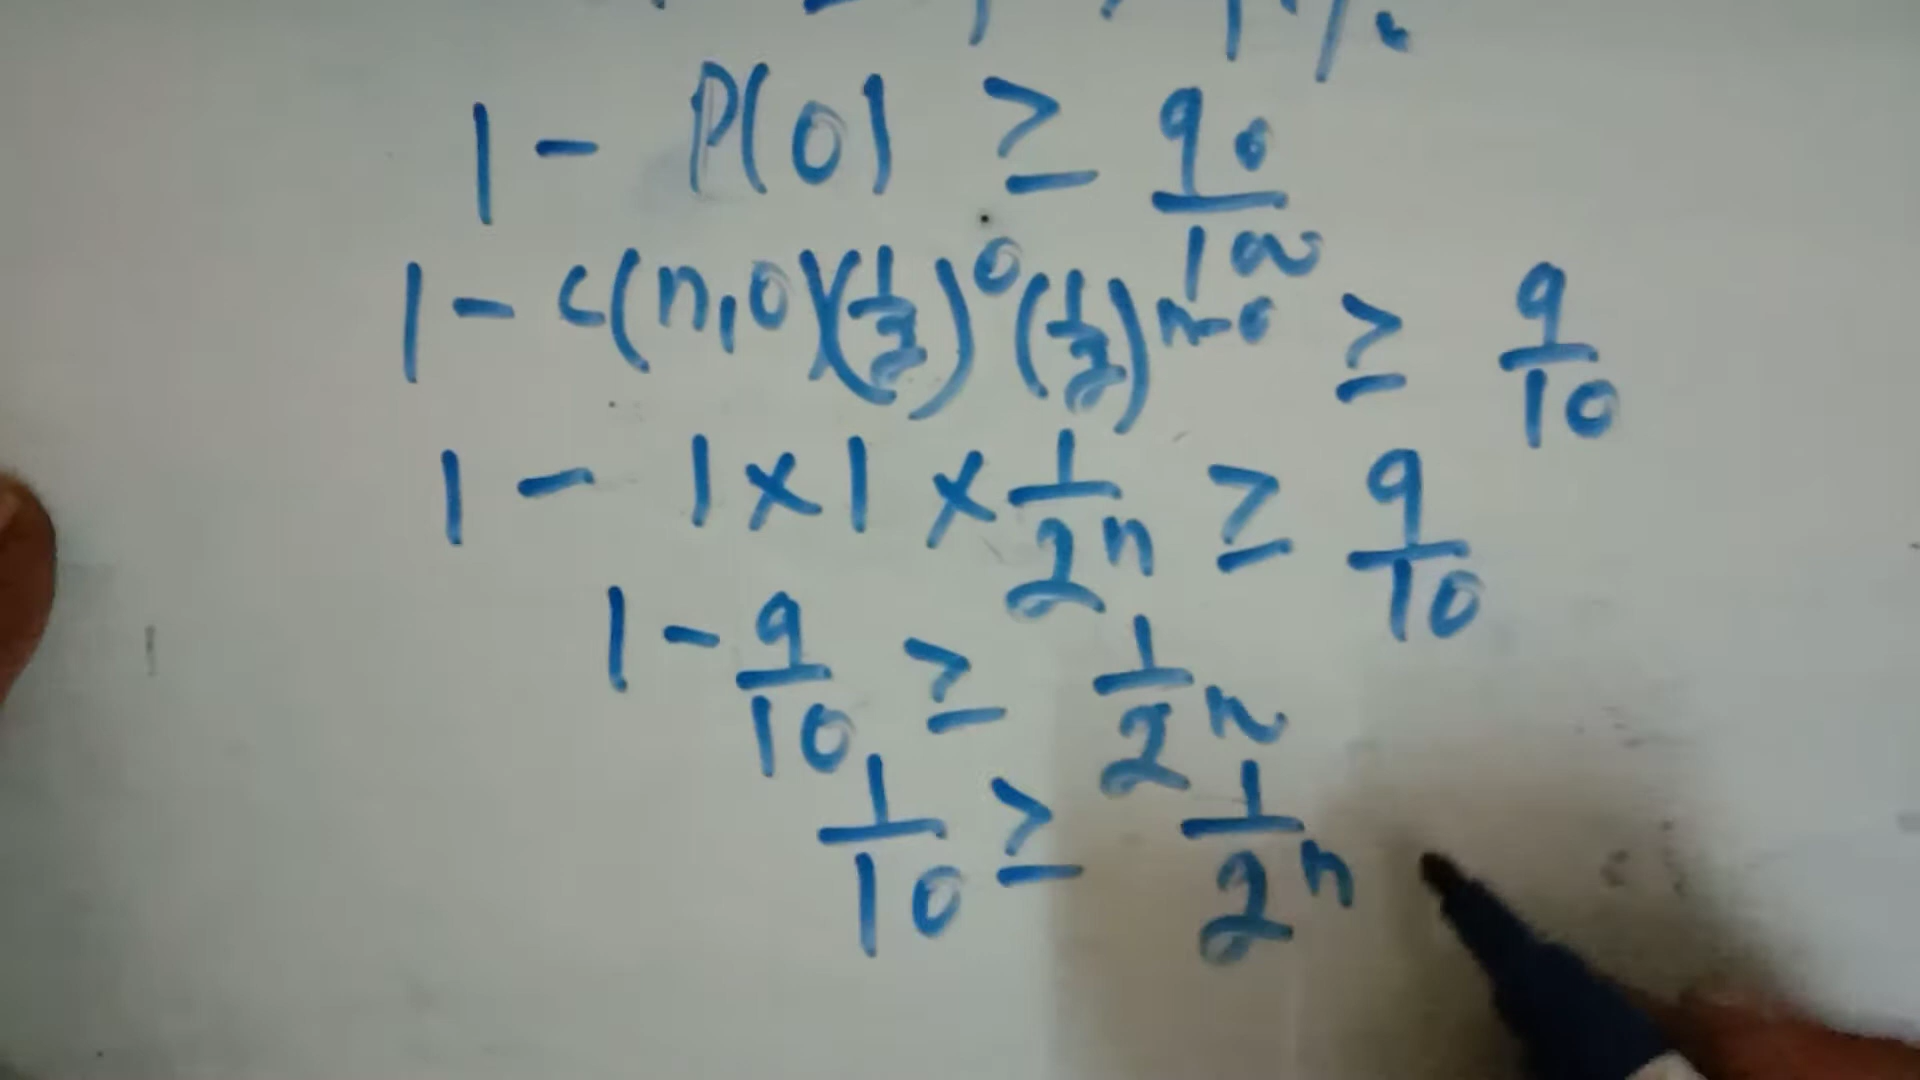 1 - P(0) ≥ 90/100
1 - C(n,0)(1/2)^0 (1/2)^(n-0) ≥ 9/10
1 - 1 × 1 × 1/2^n ≥ 9/10
1 - 9/10 ≥ 1/2^n
1/10 ≥ 1/2^n